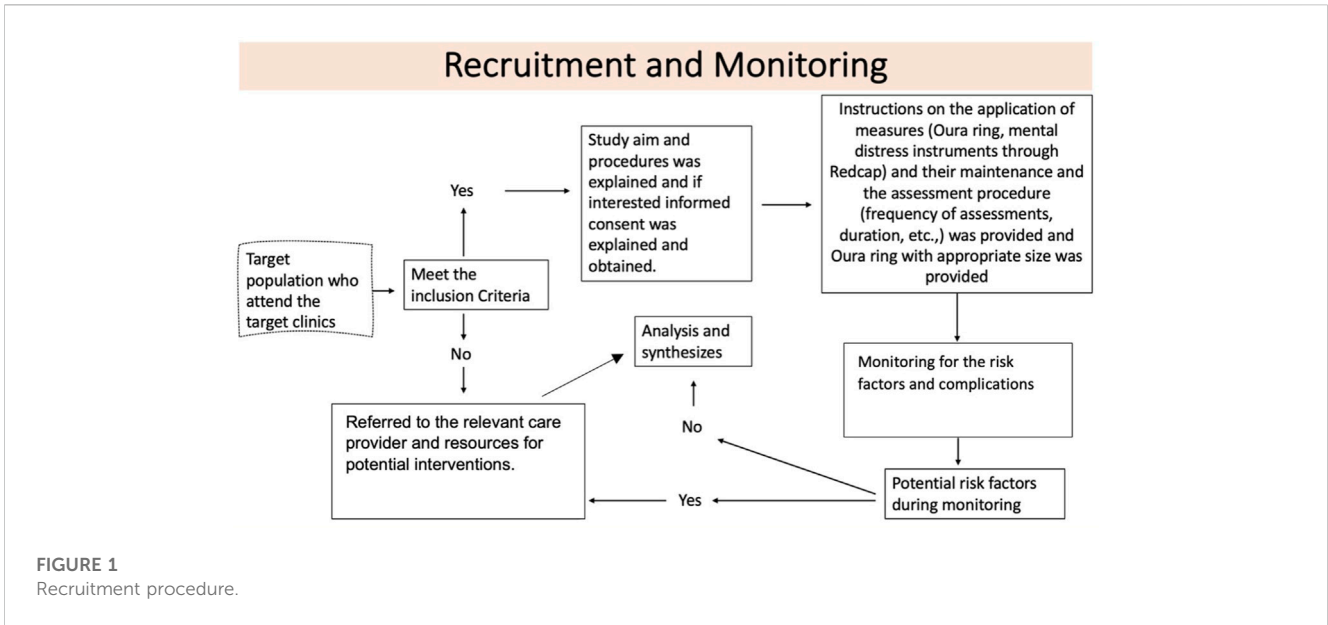 Recruitment and Monitoring
Target
population who
attend the
target clinics
Meet the
inclusion Criteria
Yes
Study aim and
procedures was
explained and if
interested informed
consent was
explained and
obtained.
Instructions on the application of
measures (Oura ring, mental
distress instruments through
Redcap) and their maintenance and
the assessment procedure
(frequency of assessments,
duration, etc.,) was provided and
Oura ring with appropriate size was
provided
Monitoring for the risk
factors and complications
Potential risk factors
during monitoring
No
Analysis and
synthesizes
Yes
No
Referred to the relevant care
provider and resources for
potential interventions.
FIGURE 1
Recruitment procedure.